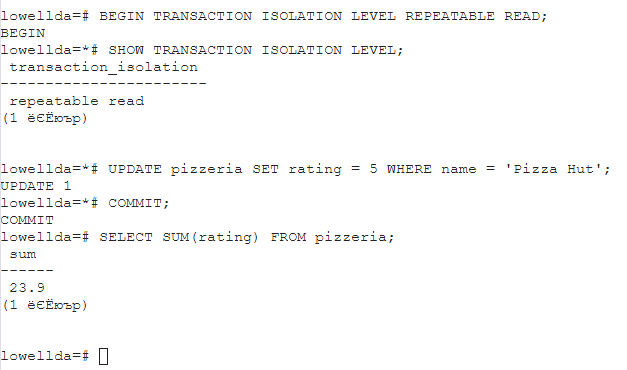 lowellda=# BEGIN TRANSACTION ISOLATION LEVEL REPEATABLE READ;
BEGIN
lowellda=*# SHOW TRANSACTION ISOLATION LEVEL;
transaction_isolation
-----------------------
repeatable read
(1 ёЄЁюър)
lowellda=*# UPDATE pizzeria SET rating = 5 WHERE name = 'Pizza Hut';
UPDATE 1
lowellda=*# COMMIT;
COMMIT
lowellda=# SELECT SUM(rating) FROM pizzeria;
sum
------
23.9
(1 ёЄЁюър)
lowellda=#